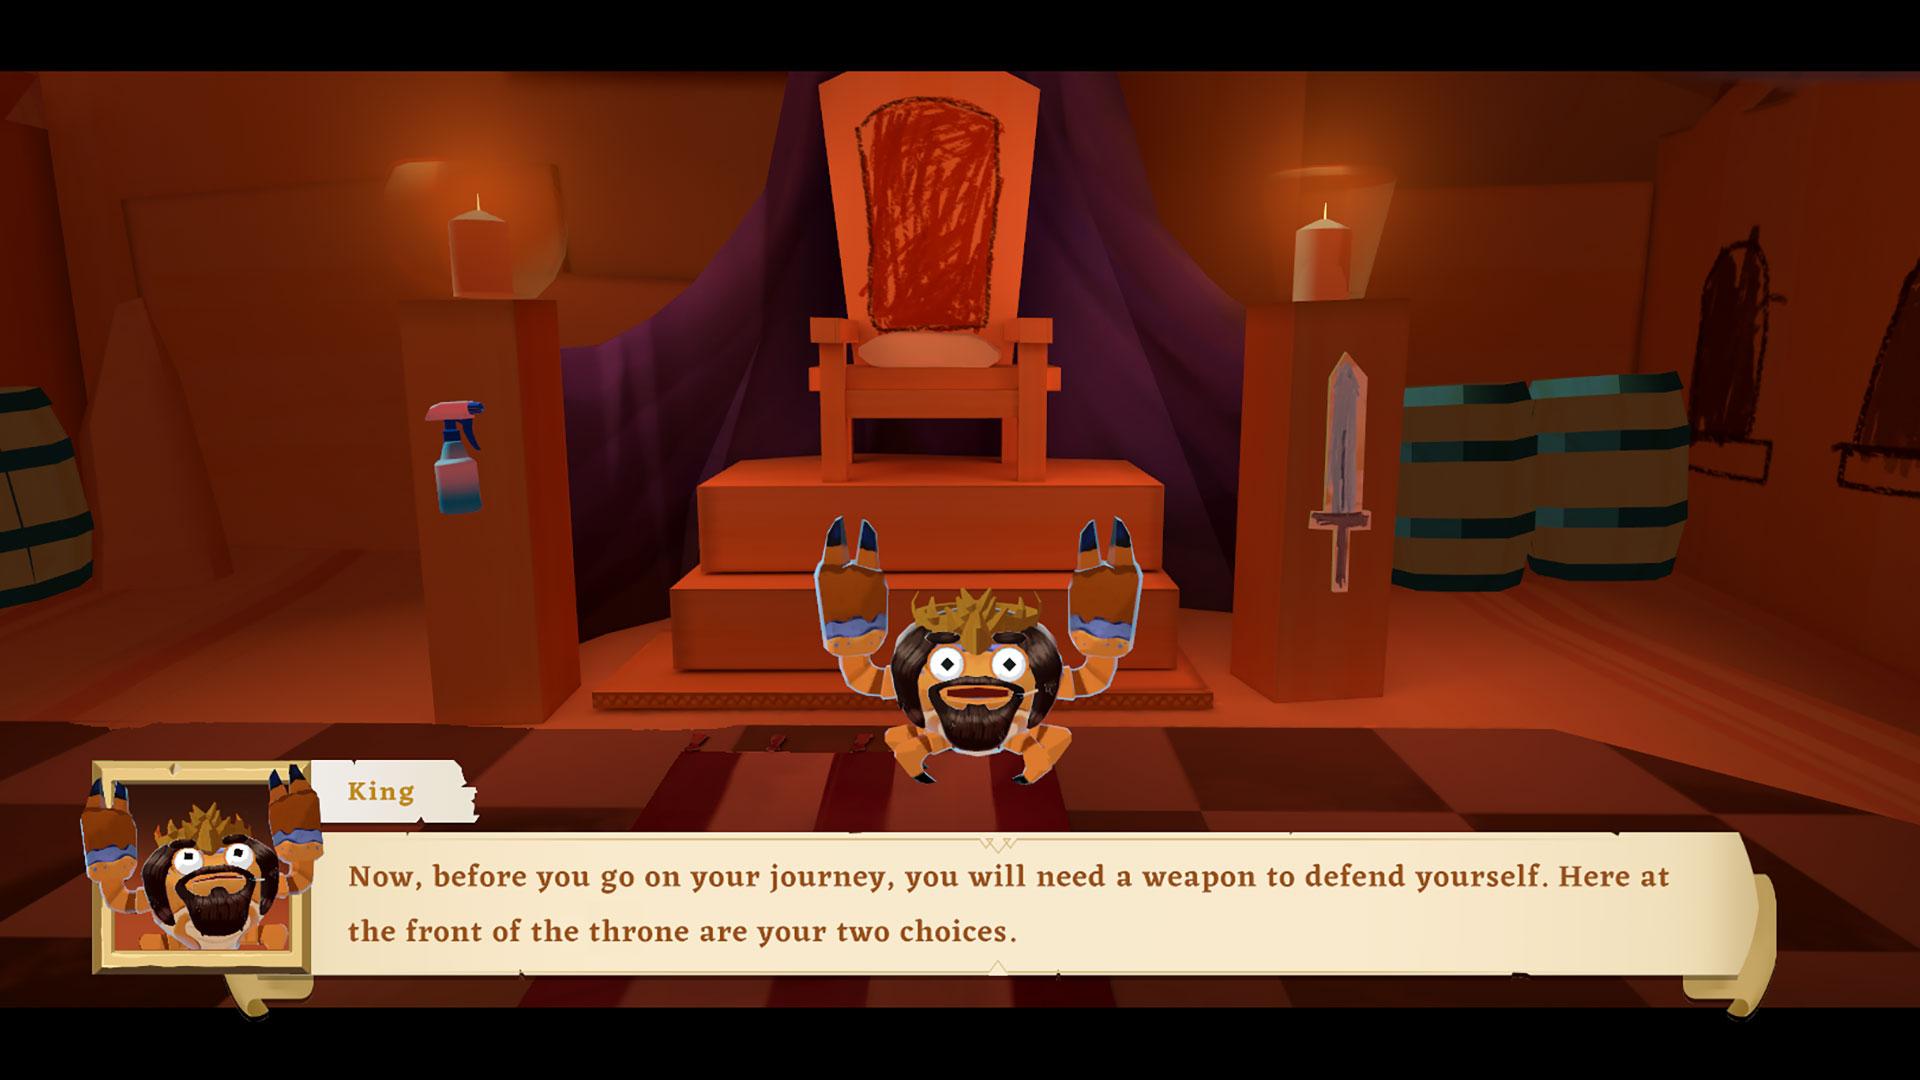 King
Now, before you go on your journey, you will need a weapon to defend yourself. Here at
the front of the throne are your two choices.